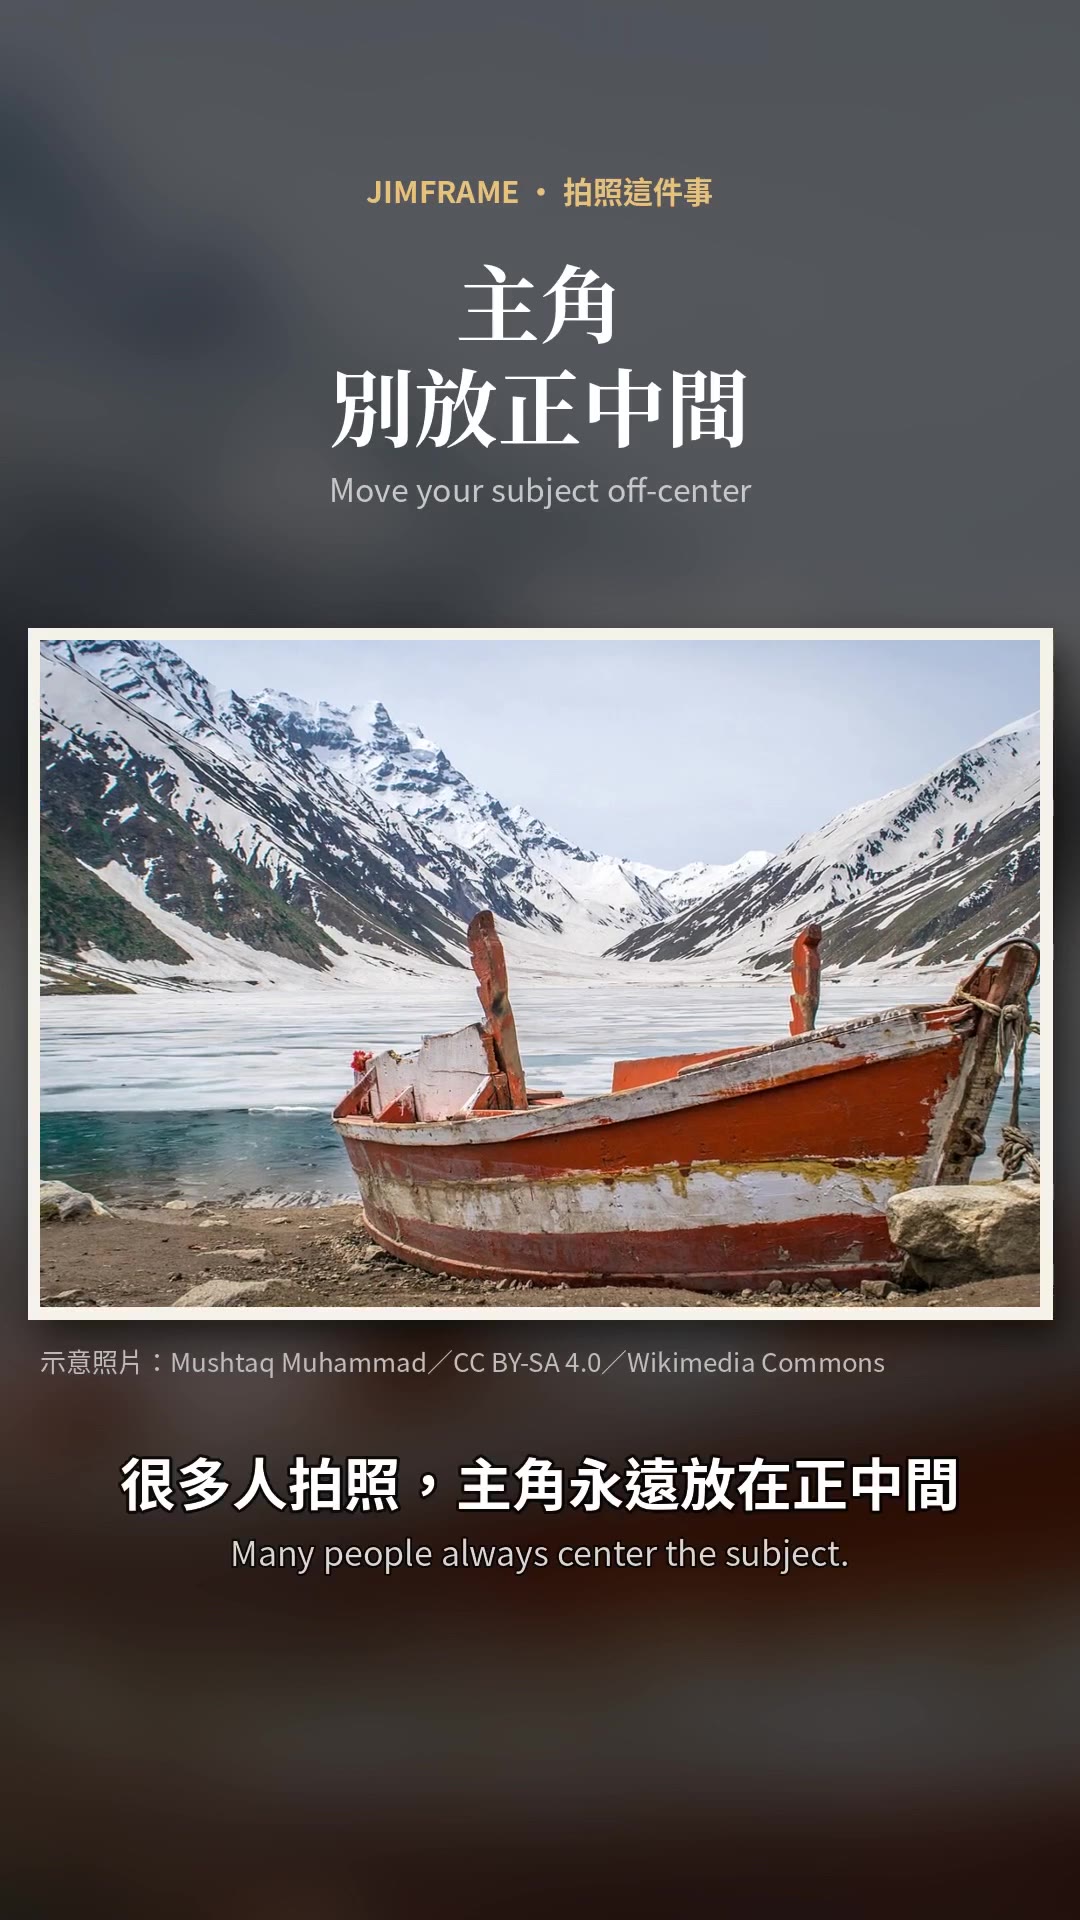 JIMFRAME · 拍照這件事
主角
別放正中間
Move your subject off-center
示意照片：Mushtaq Muhammad／CC BY-SA 4.0／Wikimedia Commons
很多人拍照，主角永遠放在正中間
Many people always center the subject.